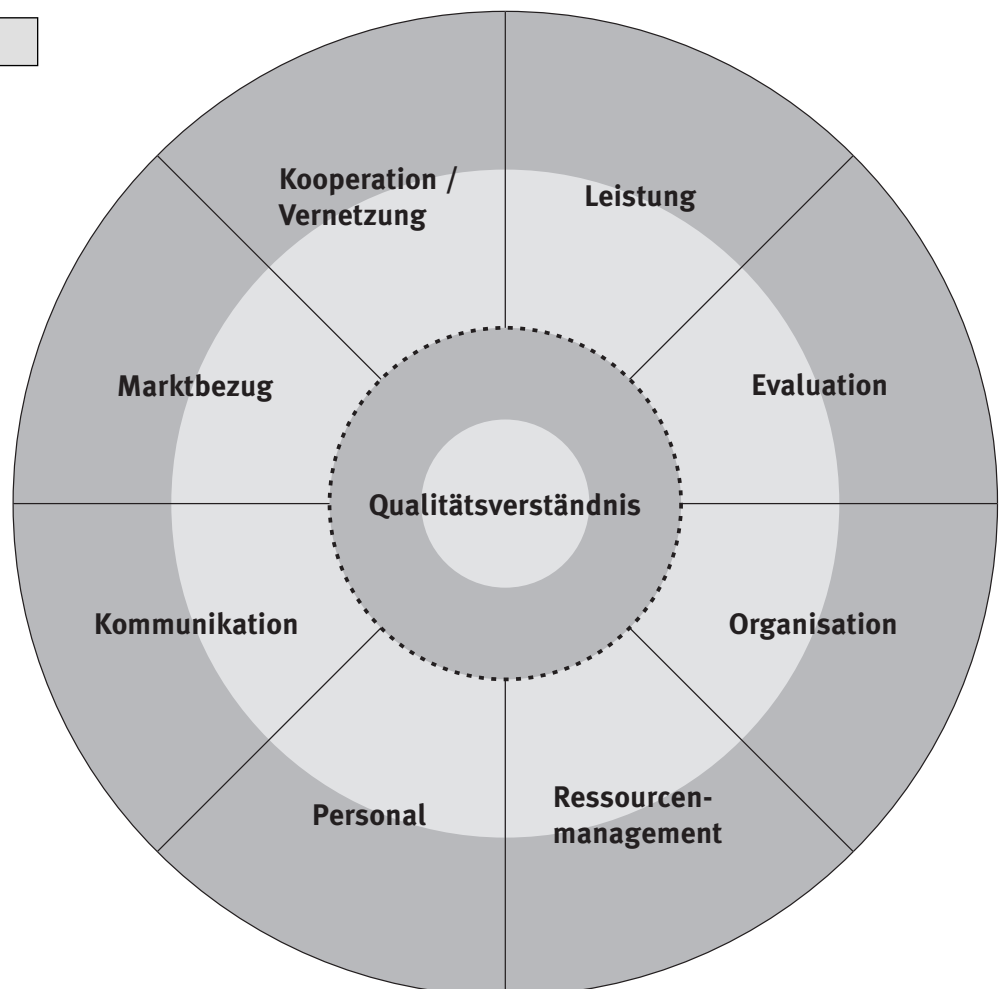 Kooperation /
Vernetzung
Leistung
Marktbezug
Evaluation
Qualitätsverständnis
Kommunikation
Organisation
Personal
Ressourcen-
management